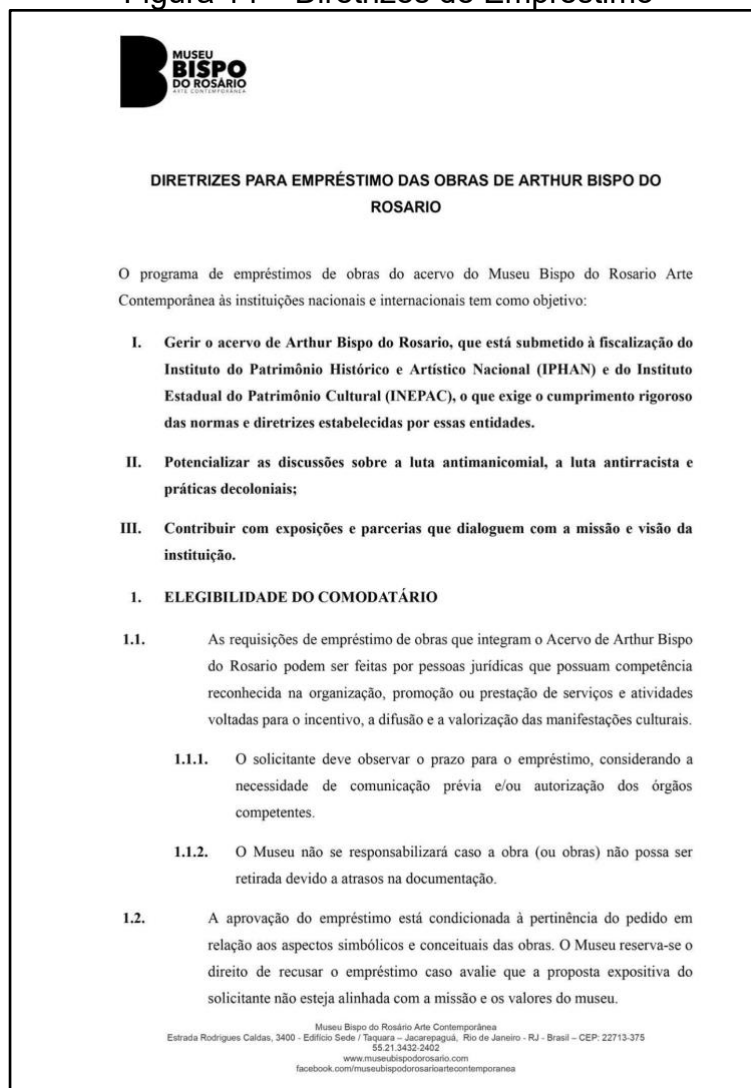 Diretrizes de Empréstimo
MUSEU
BISPO
DO ROSÁRIO
ARTE CONTEMPORÂNEA
DIRETRIZES PARA EMPRÉSTIMO DAS OBRAS DE ARTHUR BISPO DO
ROSARIO
O programa de empréstimos de obras do acervo do Museu Bispo do Rosario Arte
Contemporânea às instituições nacionais e internacionais tem como objetivo:
I. Gerir o acervo de Arthur Bispo do Rosario, que está submetido à fiscalização do
Instituto do Patrimônio Histórico e Artístico Nacional (IPHAN) e do Instituto
Estadual do Patrimônio Cultural (INEPAC), o que exige o cumprimento rigoroso
das normas e diretrizes estabelecidas por essas entidades.
II. Potencializar as discussões sobre a luta antimanicomial, a luta antirracista e
práticas decoloniais;
III. Contribuir com exposições e parcerias que dialoguem com a missão e visão da
instituição.
1. ELEGIBILIDADE DO COMODATÁRIO
1.1. As requisições de empréstimo de obras que integram o Acervo de Arthur Bispo
do Rosario podem ser feitas por pessoas jurídicas que possuam competência
reconhecida na organização, promoção ou prestação de serviços e atividades
voltadas para o incentivo, a difusão e a valorização das manifestações culturais.
1.1.1. O solicitante deve observar o prazo para o empréstimo, considerando a
necessidade de comunicação prévia e/ou autorização dos órgãos
competentes.
1.1.2. O Museu não se responsabilizará caso a obra (ou obras) não possa ser
retirada devido a atrasos na documentação.
1.2. A aprovação do empréstimo está condicionada à pertinência do pedido em
relação aos aspectos simbólicos e conceituais das obras. O Museu reserva-se o
direito de recusar o empréstimo caso avalie que a proposta expositiva do
solicitante não esteja alinhada com a missão e os valores do museu.
Museu Bispo do Rosário Arte Contemporânea
Estrada Rodrigues Caldas, 3400 - Edifício Sede / Taquara – Jacarepaguá, Rio de Janeiro - RJ - Brasil – CEP: 22713-375
55.21.3432-2402
www.museubispodorosario.com
facebook.com/museubispodorosarioartecontemporanea